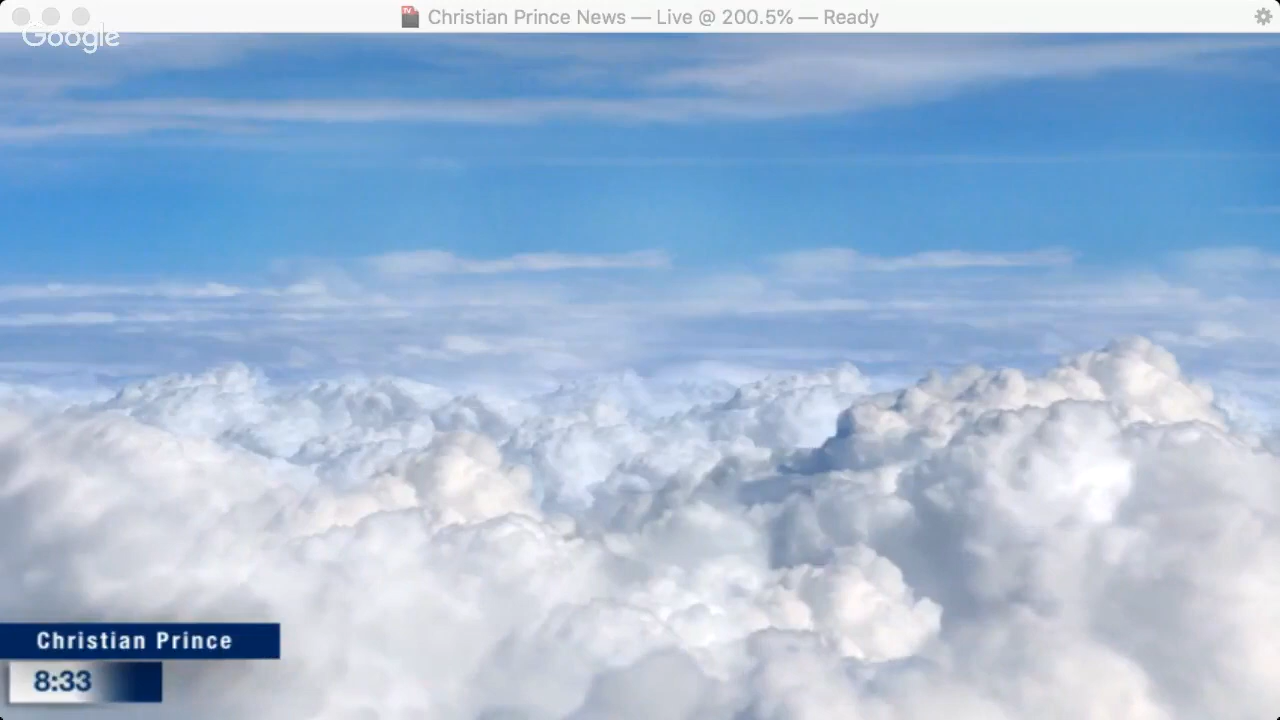 Christian Prince News — Live @ 200.5% — Ready
Google
Christian Prince
8:33